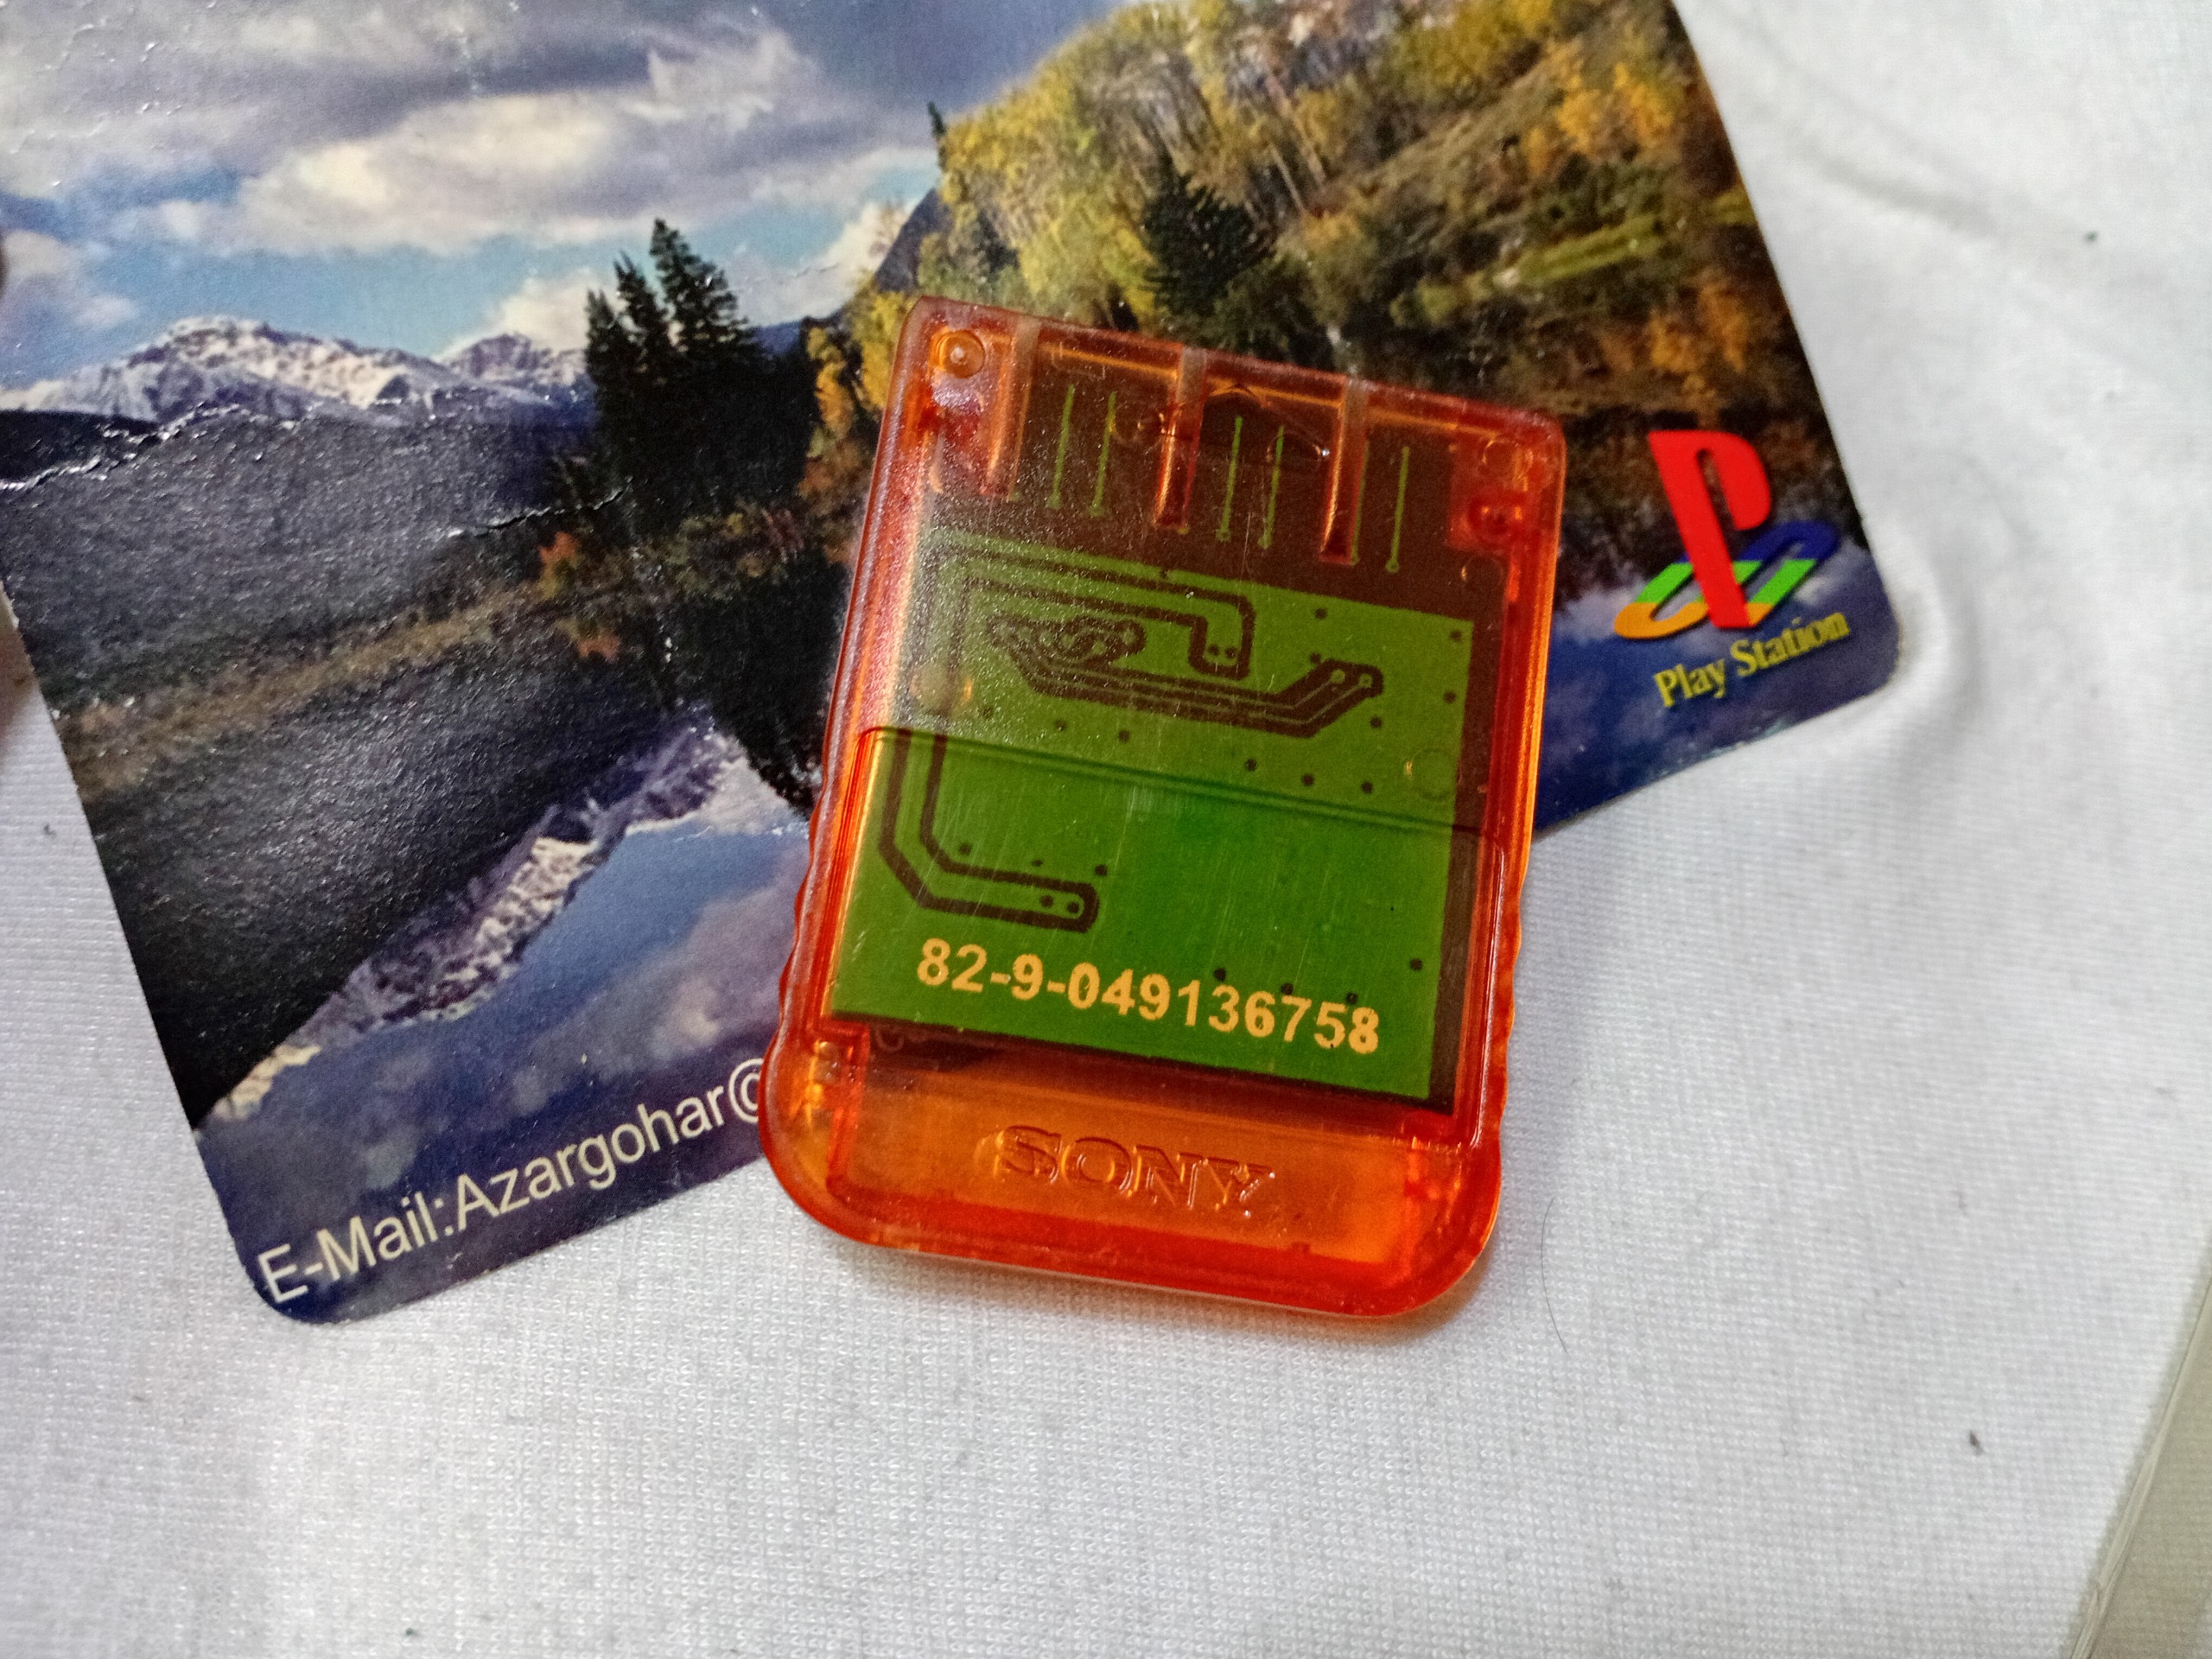 Play Station
82-9-049136758
SONY
E-Mail:Azargohar@